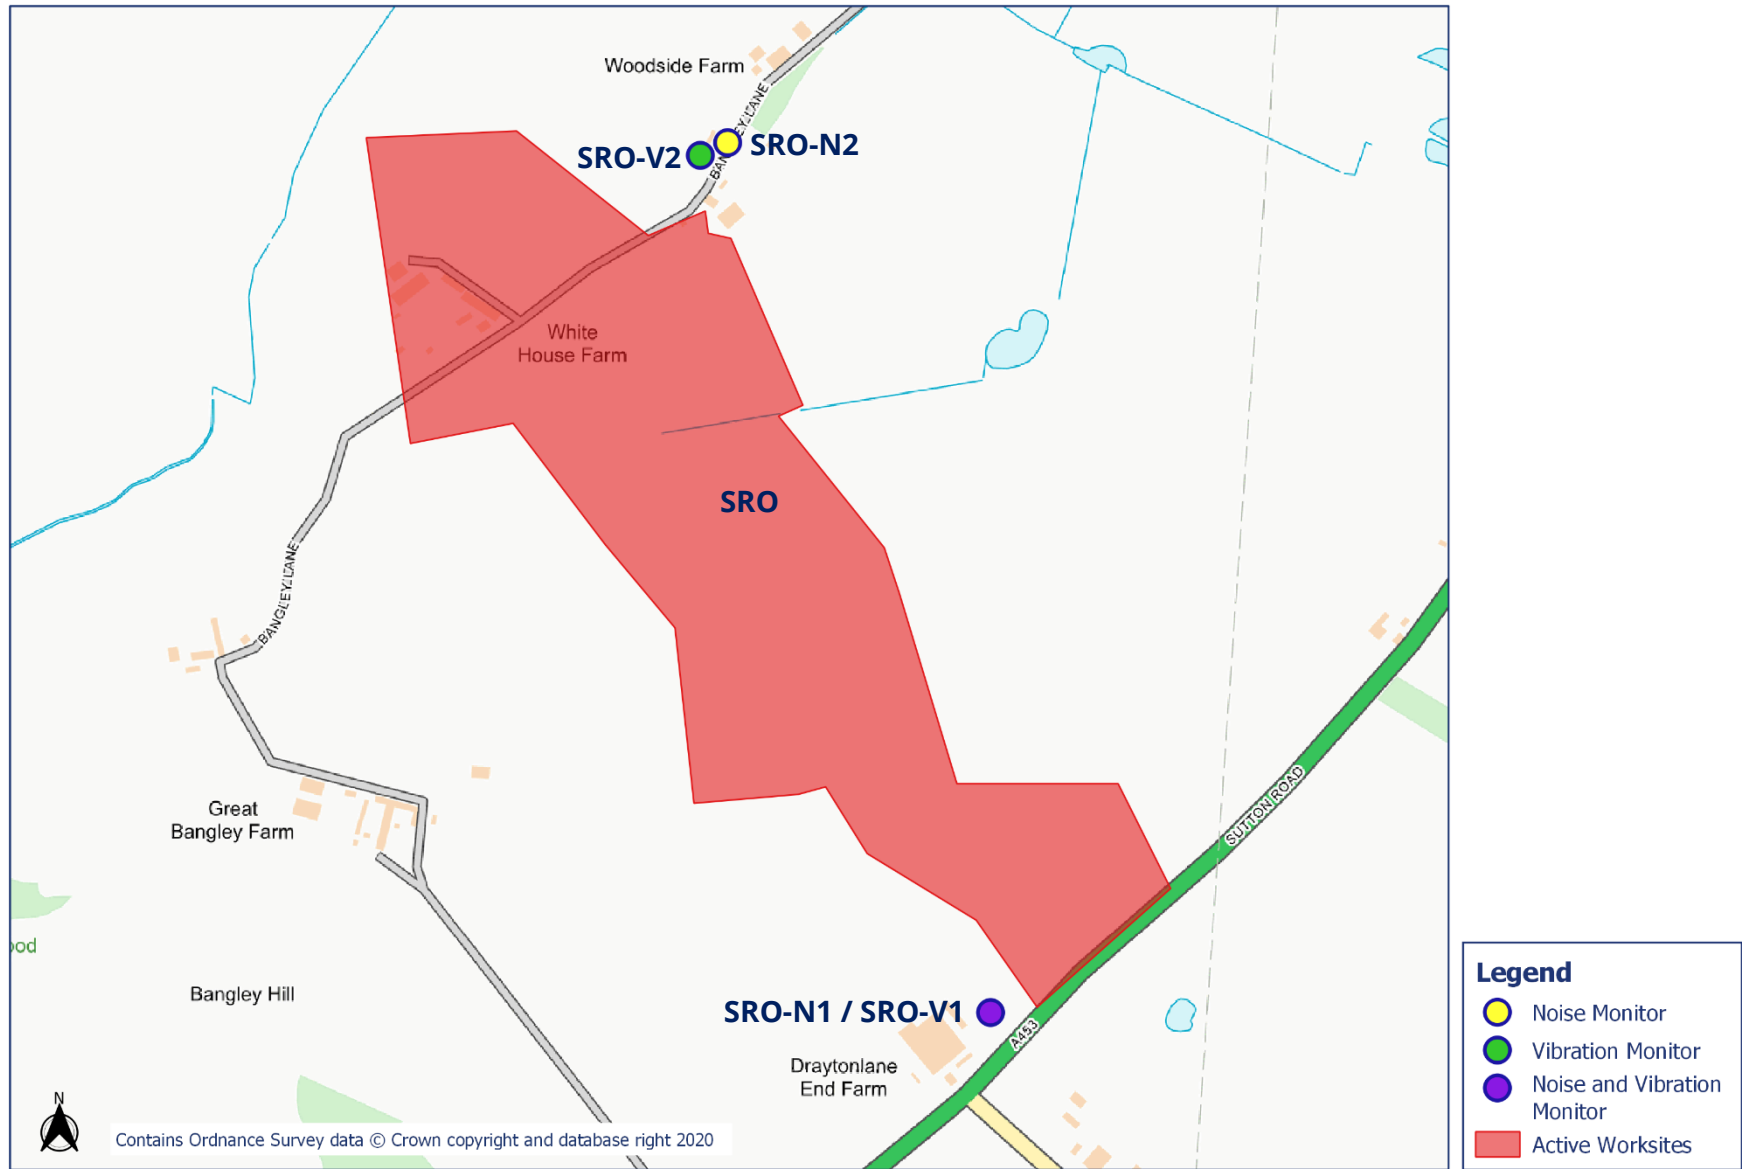 Woodside Farm
SRO-V2
SRO-N2
White
House Farm
SRO
BANGLEY LANE
Great
Bangley Farm
SUTTON ROAD
ood
Bangley Hill
SRO-N1 / SRO-V1
A453
Draytonlane
End Farm
N
Contains Ordnance Survey data © Crown copyright and database right 2020
Legend
Noise Monitor
Vibration Monitor
Noise and Vibration
Monitor
Active Worksites